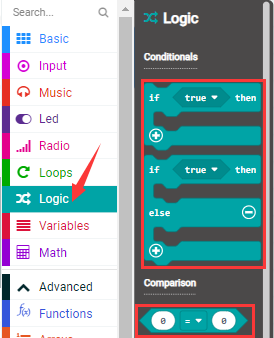 Search...
Basic
Input
Music
Led
Radio
Loops
Logic
Variables
Math
Advanced
Functions
Arrays
Logic
Conditionals
if true then
if true then
else
Comparison
0 = 0